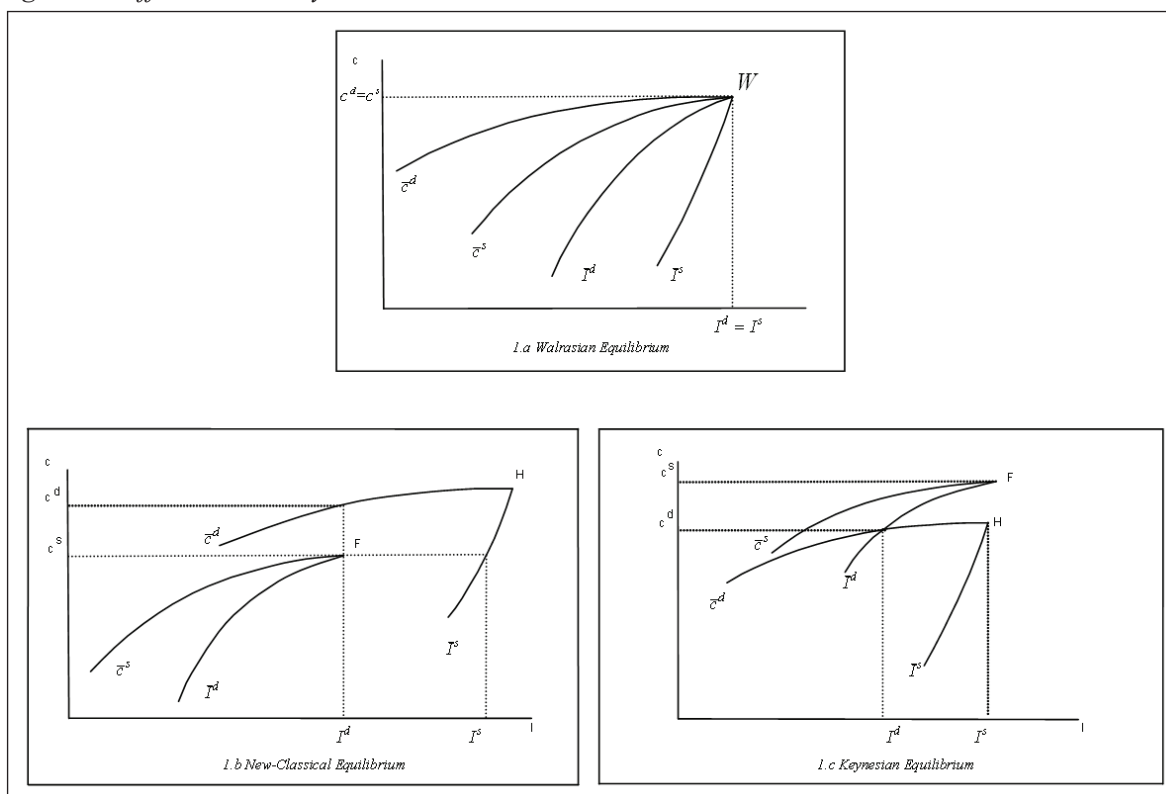 c
c^d=c^s
W
c̅^d
c̅^s
I̅^d
I̅^s
I^d = I^s
1.a Walrasian Equilibrium
c
c^d
H
c̅^d
c^s
F
I̅^s
c̅^s
I̅^d
I^d
I^s
l
1.b New-Classical Equilibrium
c
c^s
F
c^d
H
c̅^s
I̅^d
c̅^d
I̅^s
I^d
I^s
l
1.c Keynesian Equilibrium